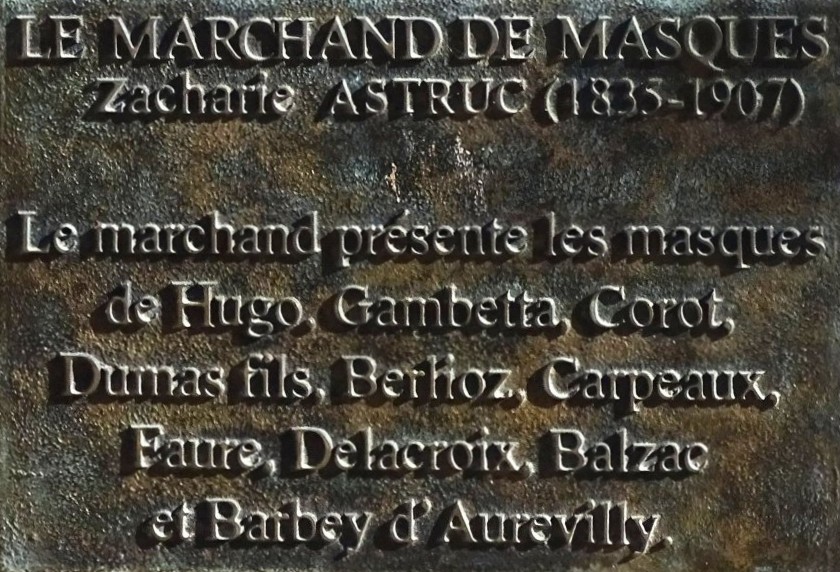 LE MARCHAND DE MASQUES
Zacharie ASTRUC (1835-1907)
Le marchand présente les masques
de Hugo, Gambetta, Corot,
Dumas fils, Berlioz, Carpeaux,
Faure, Delacroix, Balzac
et Barbey d'Aurevilly.